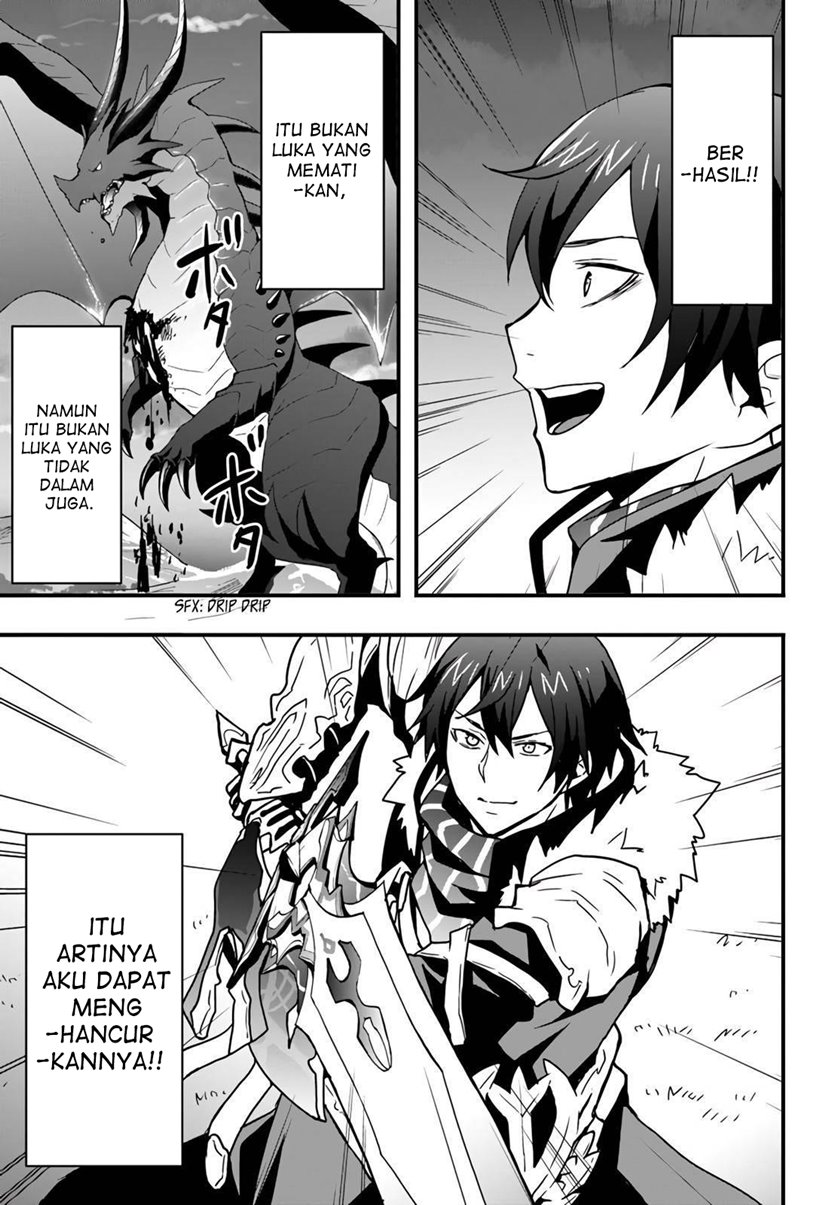 BER
-HASIL!!
ITU BUKAN
LUKA YANG
MEMATI
-KAN,
ボタ
NAMUN
ITU BUKAN
LUKA YANG
TIDAK
DALAM
JUGA.
ボタ
SFX: DRIP DRIP
ITU
ARTINYA
AKU DAPAT
MENG
-HANCUR
-KANNYA!!